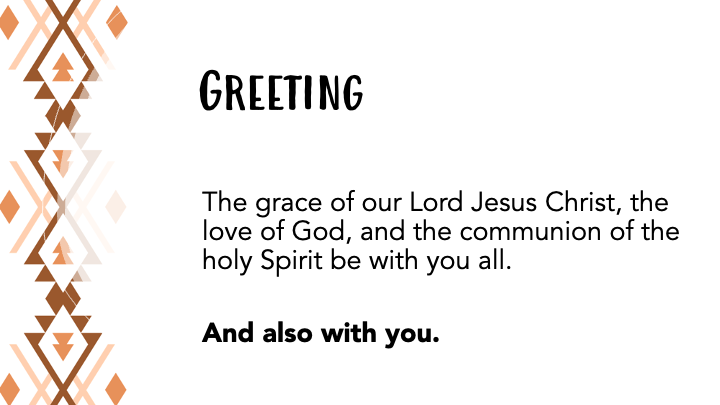 GREETING
The grace of our Lord Jesus Christ, the
love of God, and the communion of the
holy Spirit be with you all.
And also with you.